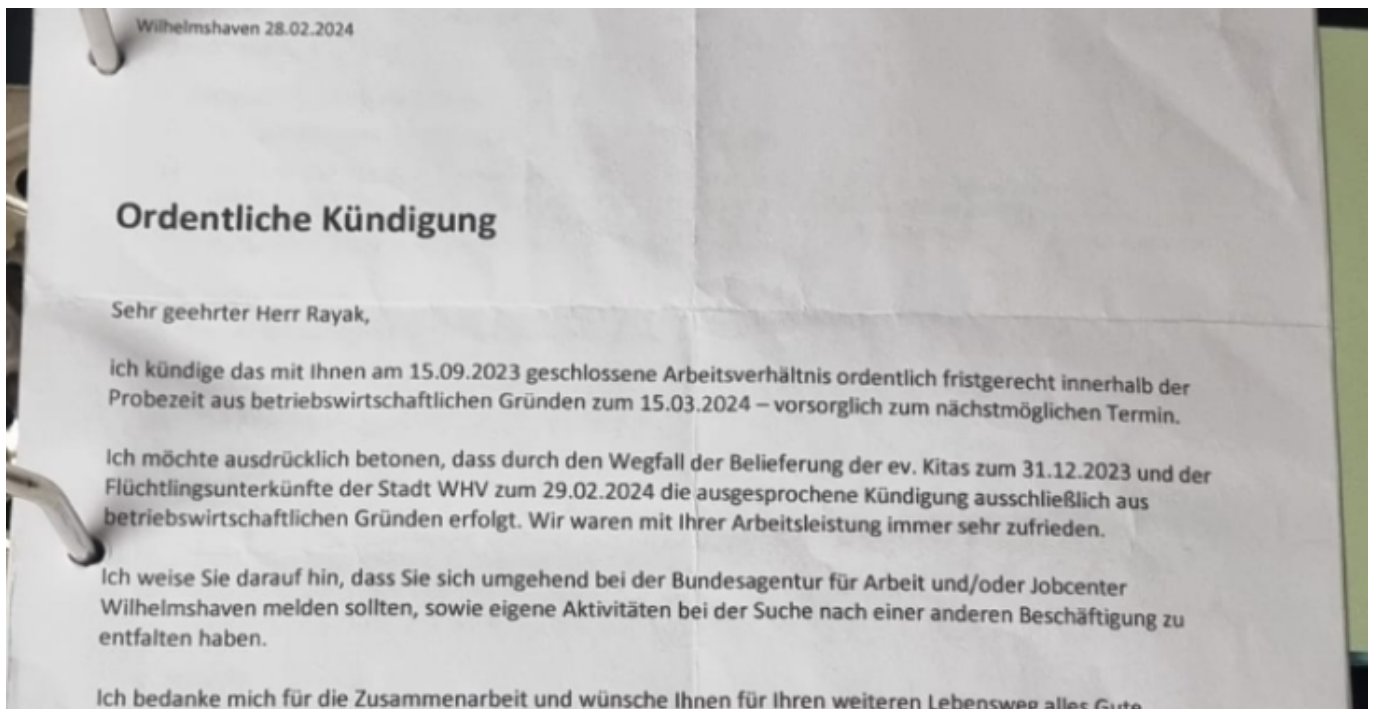 Wilhelmshaven 28.02.2024
Ordentliche Kündigung
Sehr geehrter Herr Rayak,
ich kündige das mit Ihnen am 15.09.2023 geschlossene Arbeitsverhältnis ordentlich fristgerecht innerhalb der
Probezeit aus betriebswirtschaftlichen Gründen zum 15.03.2024 – vorsorglich zum nächstmöglichen Termin.
Ich möchte ausdrücklich betonen, dass durch den Wegfall der Belieferung der ev. Kitas zum 31.12.2023 und der
Flüchtlingsunterkünfte der Stadt WHV zum 29.02.2024 die ausgesprochene Kündigung ausschließlich aus
betriebswirtschaftlichen Gründen erfolgt. Wir waren mit Ihrer Arbeitsleistung immer sehr zufrieden.
Ich weise Sie darauf hin, dass Sie sich umgehend bei der Bundesagentur für Arbeit und/oder Jobcenter
Wilhelmshaven melden sollten, sowie eigene Aktivitäten bei der Suche nach einer anderen Beschäftigung zu
entfalten haben.
Ich bedanke mich für die Zusammenarbeit und wünsche Ihnen für Ihren weiteren Lebensweg alles Gute